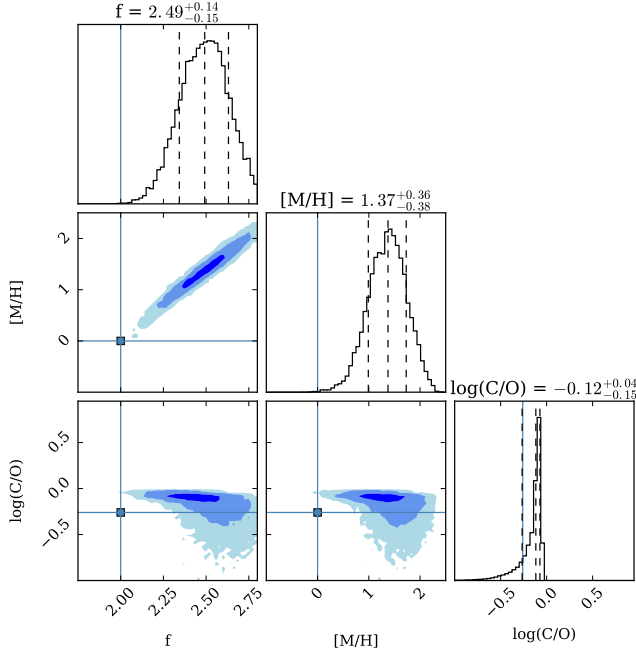 f = 2.49+0.14 −0.15
[M/H] = 1.37+0.36 −0.38
2
[M/H]
1
0
log(C/O) = −0.12+0.04 −0.15
0.5
log(C/O)
0.0
−0.5
2.00 2.25 2.50 2.75 0 1 2 −0.5 0.0 0.5
f [M/H] log(C/O)